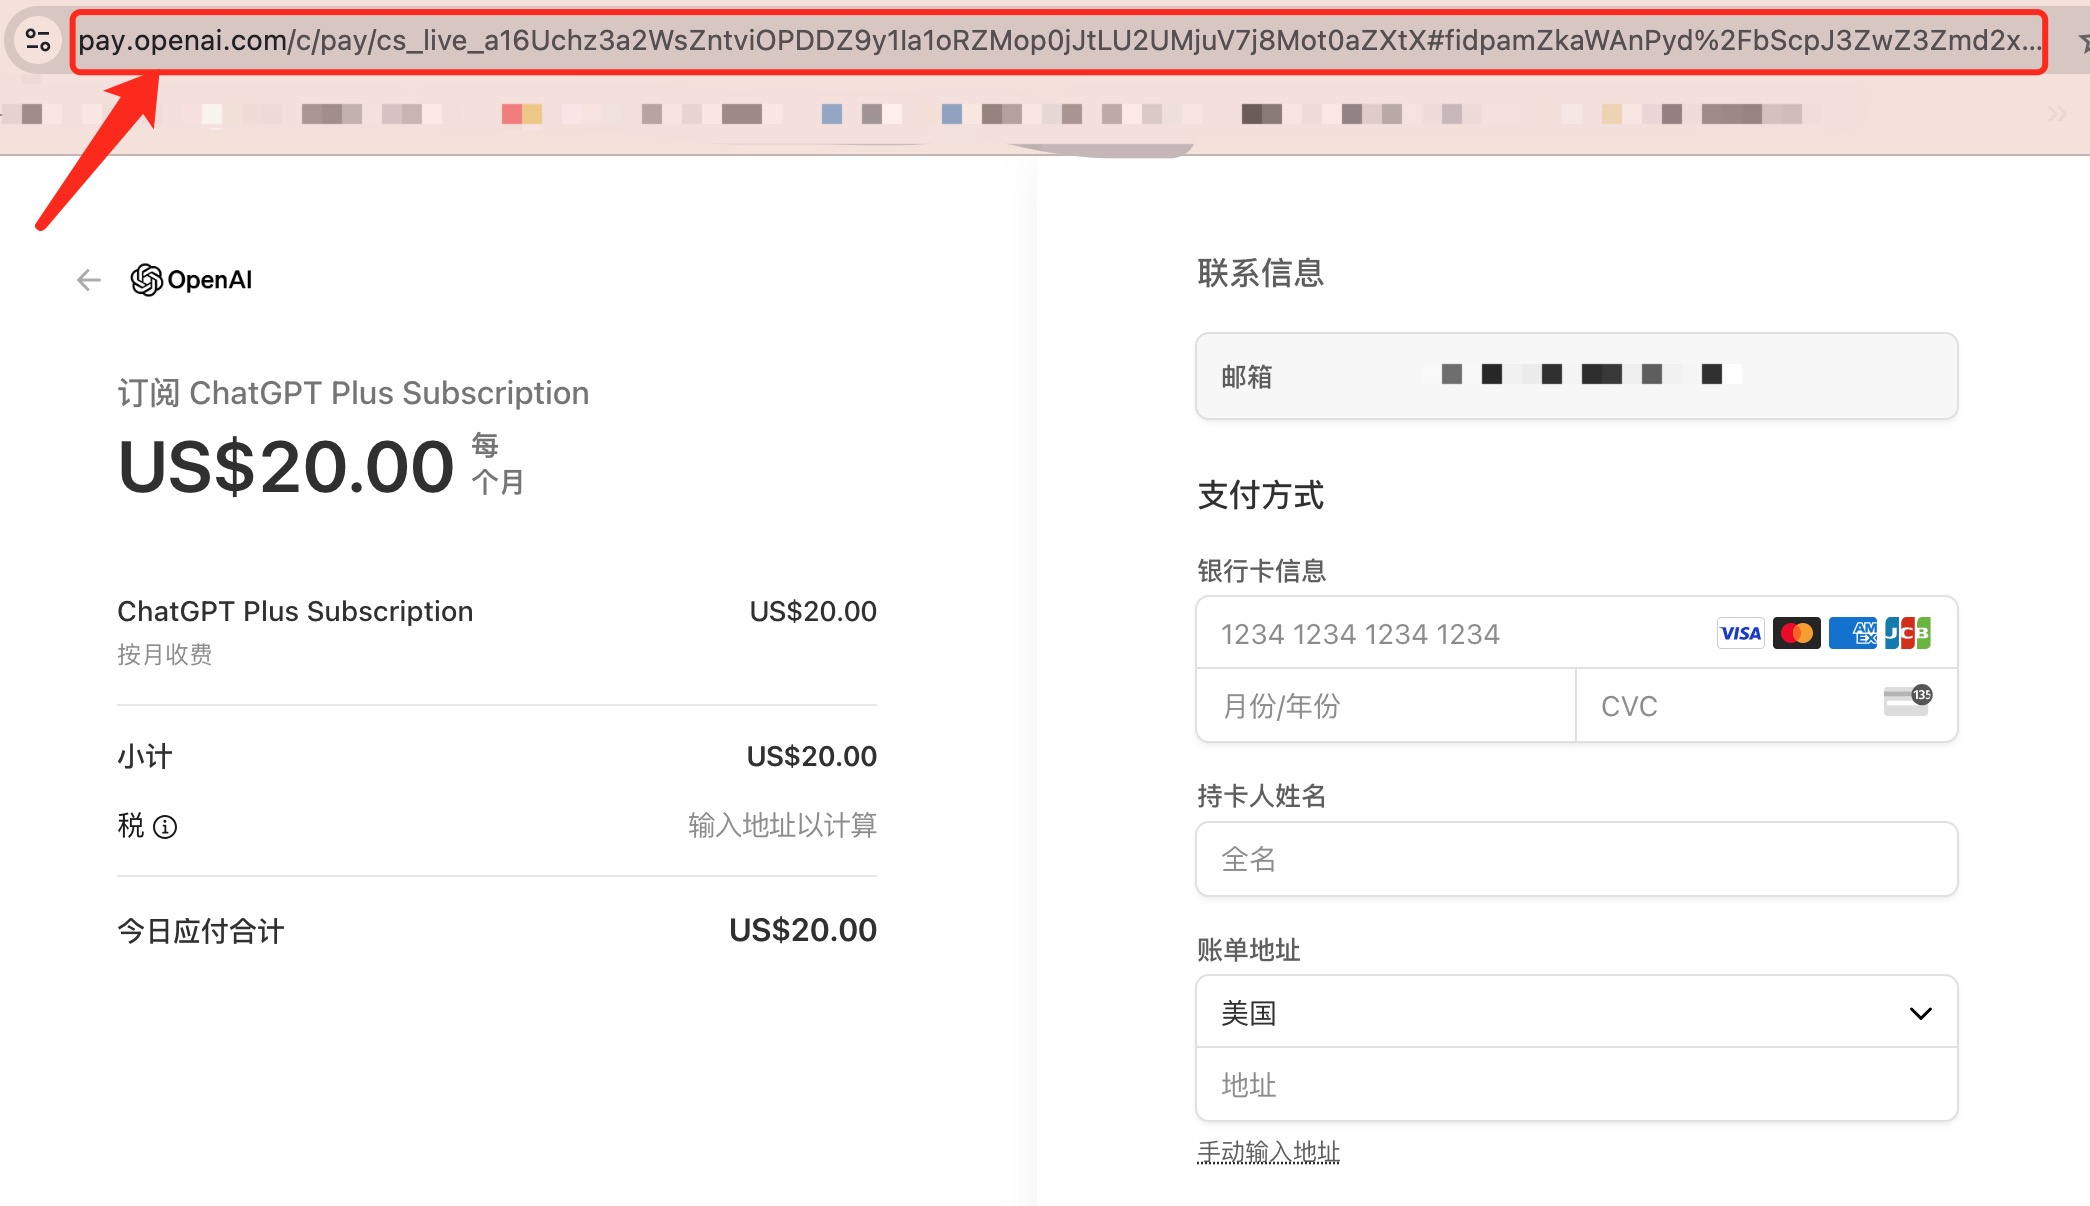 pay.openai.com/c/pay/cs_live_a16Uchz3a2WsZntviOPDDZ9y1Ia1oRZMop0jJtLU2UMjuV7j8Mot0aZXtX#fidpamZkaWAnPyd%2FbScpJ3ZwZ3Zmd2x...
OpenAI
订阅 ChatGPT Plus Subscription
US$20.00 每
个月
ChatGPT Plus Subscription US$20.00
按月收费
小计 US$20.00
税 输入地址以计算
今日应付合计 US$20.00
联系信息
邮箱
支付方式
银行卡信息
1234 1234 1234 1234 VISA AMEX JCB
月份/年份 CVC 135
持卡人姓名
全名
账单地址
美国
地址
手动输入地址